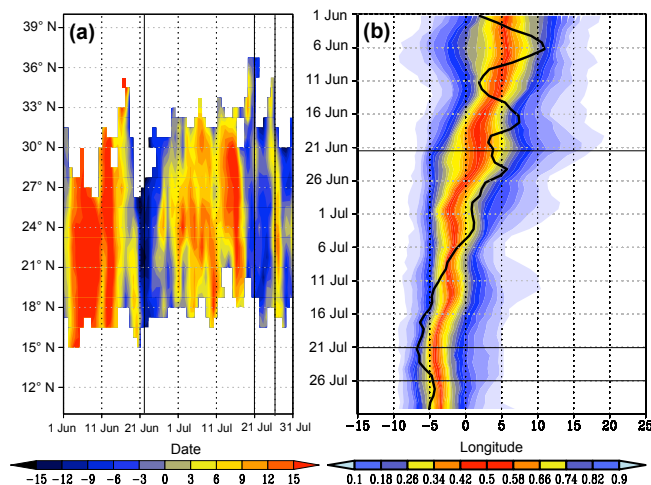 (a)
39° N
36° N
33° N
30° N
27° N
24° N
21° N
18° N
15° N
12° N
1 Jun 11 Jun 21 Jun 1 Jul 11 Jul 21 Jul 31 Jul
Date
−15 −12 −9 −6 −3 0 3 6 9 12 15
(b)
1 Jun
6 Jun
11 Jun
16 Jun
21 Jun
26 Jun
1 Jul
6 Jul
11 Jul
16 Jul
21 Jul
26 Jul
−15 −10 −5 0 5 10 15 20 25
Longitude
0.1 0.18 0.26 0.34 0.42 0.5 0.58 0.66 0.74 0.82 0.9